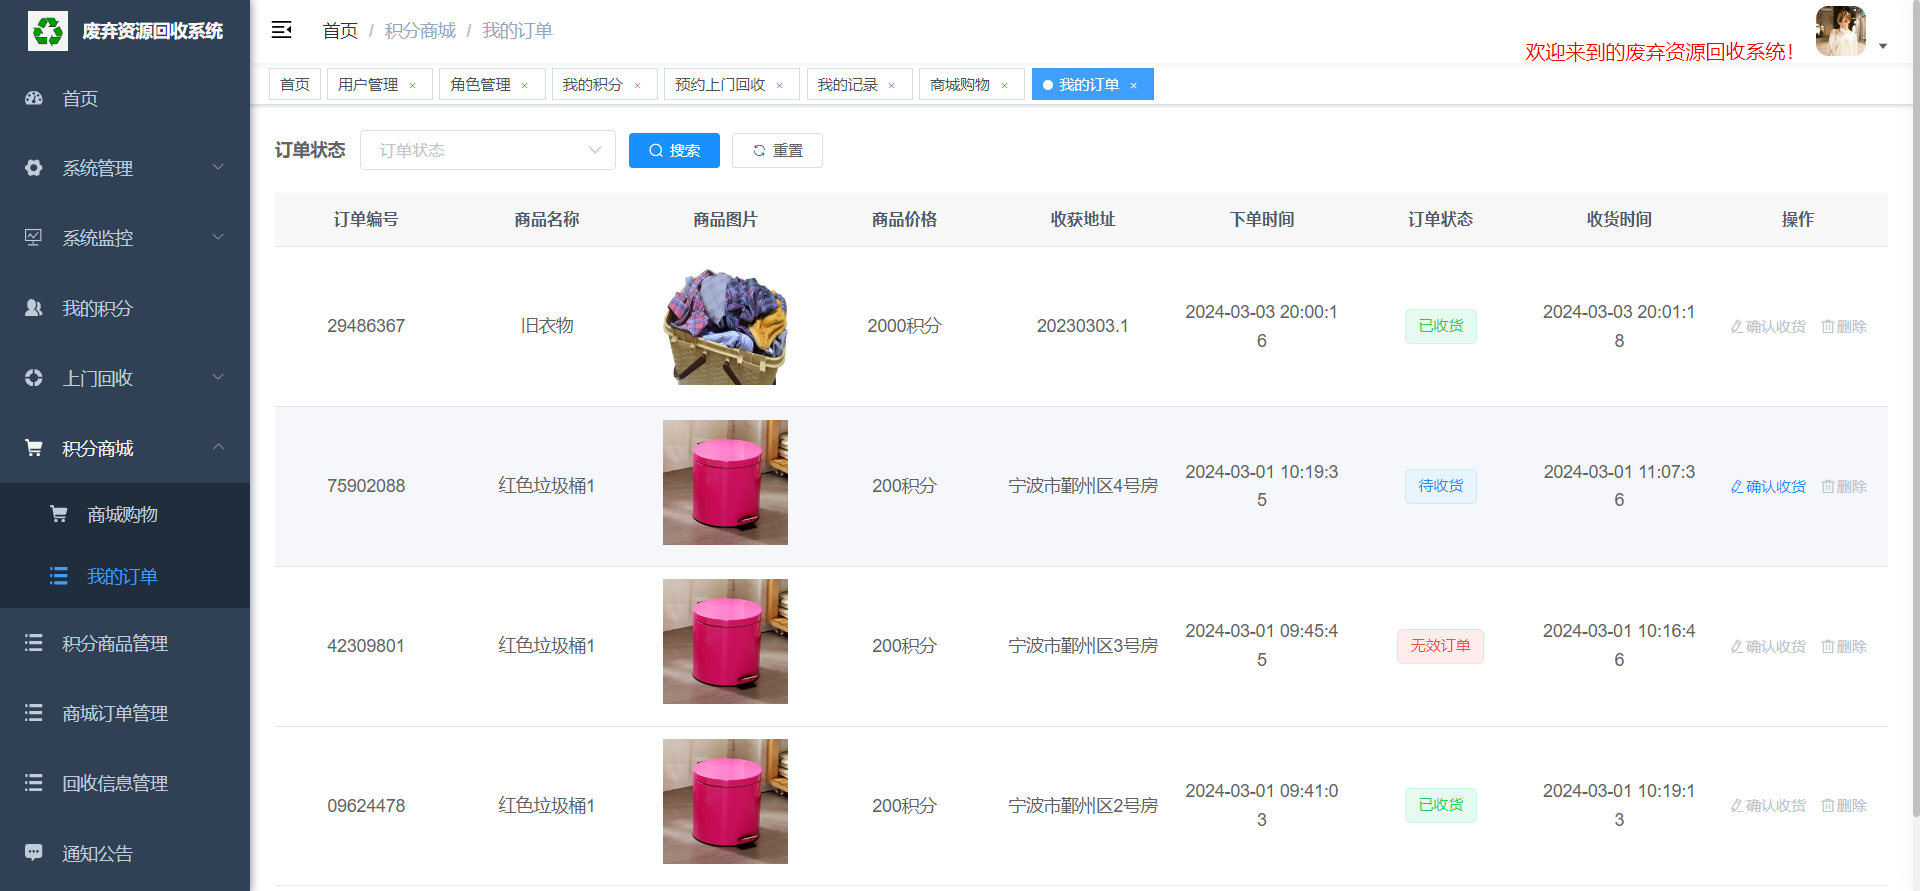 废弃资源回收系统
首页 / 积分商城 / 我的订单
欢迎来到的废弃资源回收系统!
首页 用户管理 × 角色管理 × 我的积分 × 预约上门回收 × 我的记录 × 商城购物 × 我的订单 ×
首页
系统管理
系统监控
我的积分
上门回收
积分商城
商城购物
我的订单
积分商品管理
商城订单管理
回收信息管理
通知公告
订单状态 订单状态 搜索 重置
订单编号 商品名称 商品图片 商品价格 收获地址 下单时间 订单状态 收货时间 操作
29486367 旧衣物 2000积分 20230303.1 2024-03-03 20:00:1 已收货 2024-03-03 20:01:1 确认收货 删除
6 8
75902088 红色垃圾桶1 200积分 宁波市鄞州区4号房 2024-03-01 10:19:3 待收货 2024-03-01 11:07:3 确认收货 删除
5 6
42309801 红色垃圾桶1 200积分 宁波市鄞州区3号房 2024-03-01 09:45:4 无效订单 2024-03-01 10:16:4 确认收货 删除
5 6
09624478 红色垃圾桶1 200积分 宁波市鄞州区2号房 2024-03-01 09:41:0 已收货 2024-03-01 10:19:1 确认收货 删除
3 3